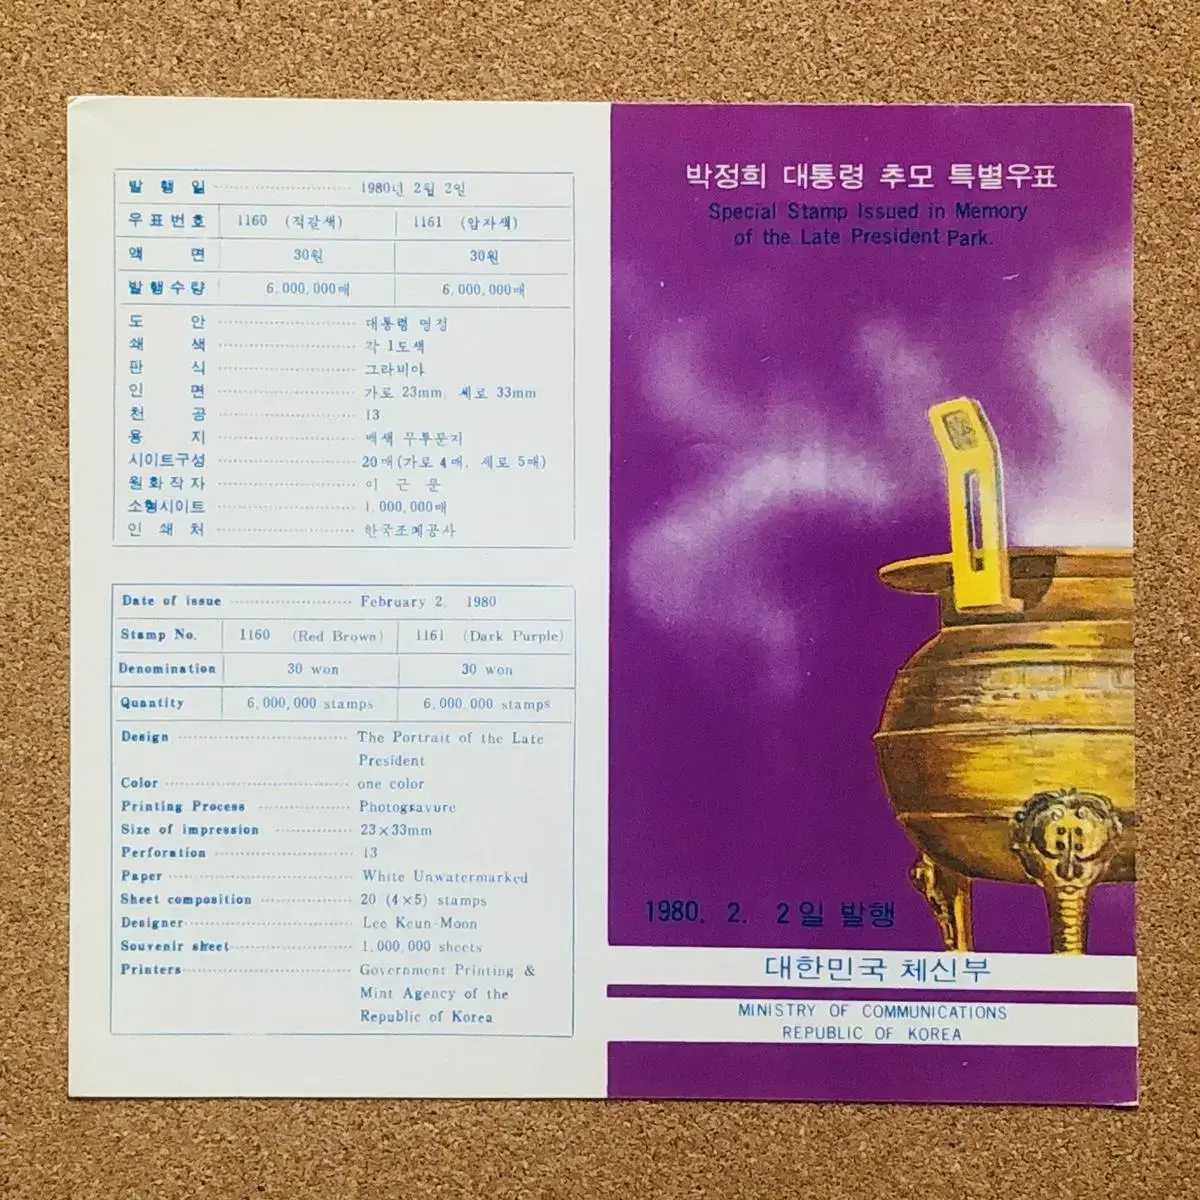 발행일 1980년 2월 2일
우표번호 1160 (적갈색) 1161 (암자색)
액면 30원 30원
발행수량 6,000,000매 6,000,000매
도안 대통령 영정
쇄색 각 1도색
판식 그라비아
인면 가로 23mm, 세로 33mm
천공 13
용지 백색 무투문지
시이트구성 20매(가로 4매, 세로 5매)
원화작자 이근문
소형시이트 1,000,000매
인쇄처 한국조폐공사
Date of issue February 2, 1980
Stamp No. 1160 (Red Brown) 1161 (Dark Purple)
Denomination 30 won 30 won
Quantity 6,000,000 stamps 6,000,000 stamps
Design The Portrait of the Late
President
Color one color
Printing Process Photogravure
Size of impression 23×33mm
Perforation 13
Paper White Unwatermarked
Sheet composition 20 (4×5) stamps
Designer Lee Keun-Moon
Souvenir sheet 1,000,000 sheets
Printers Government Printing &
Mint Agency of the
Republic of Korea
박정희 대통령 추모 특별우표
Special Stamp Issued in Memory
of the Late President Park.
1980. 2. 2일 발행
대한민국 체신부
MINISTRY OF COMMUNICATIONS
REPUBLIC OF KOREA